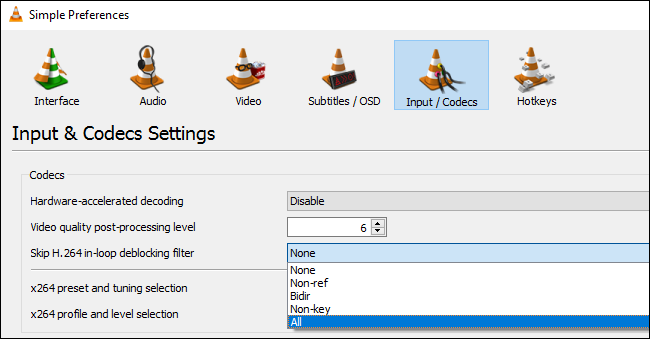 Simple Preferences
Interface Audio Video Subtitles / OSD Input / Codecs Hotkeys
Input & Codecs Settings
Codecs
Hardware-accelerated decoding Disable
Video quality post-processing level 6
Skip H.264 in-loop deblocking filter None
None
Non-ref
x264 preset and tuning selection Bidir
Non-key
x264 profile and level selection All